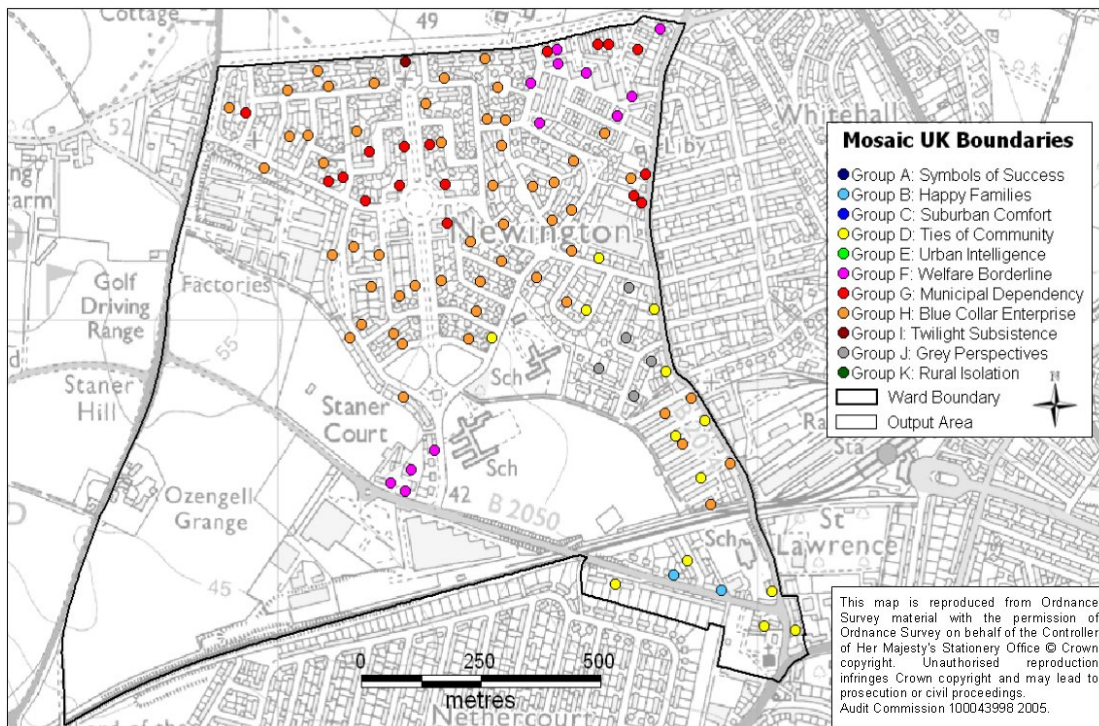 Cottage
49
52
Whitehall
Lib
Newington
Golf
Driving
Range
Factories
55
Staner
Hill
Sch
Staner
Court
Sch
42
Ozengell
Grange
B 2050
45
Sta
Sch
St
Lawrence
Nethercourt
0 250 500
metres
Mosaic UK Boundaries
Group A: Symbols of Success
Group B: Happy Families
Group C: Suburban Comfort
Group D: Ties of Community
Group E: Urban Intelligence
Group F: Welfare Borderline
Group G: Municipal Dependency
Group H: Blue Collar Enterprise
Group I: Twilight Subsistence
Group J: Grey Perspectives
Group K: Rural Isolation
N
Ward Boundary
Output Area
This map is reproduced from Ordnance
Survey material with the permission of
Ordnance Survey on behalf of the Controller
of Her Majesty's Stationery Office © Crown
copyright. Unauthorised reproduction
infringes Crown copyright and may lead to
prosecution or civil proceedings.
Audit Commission 100043998 2005.